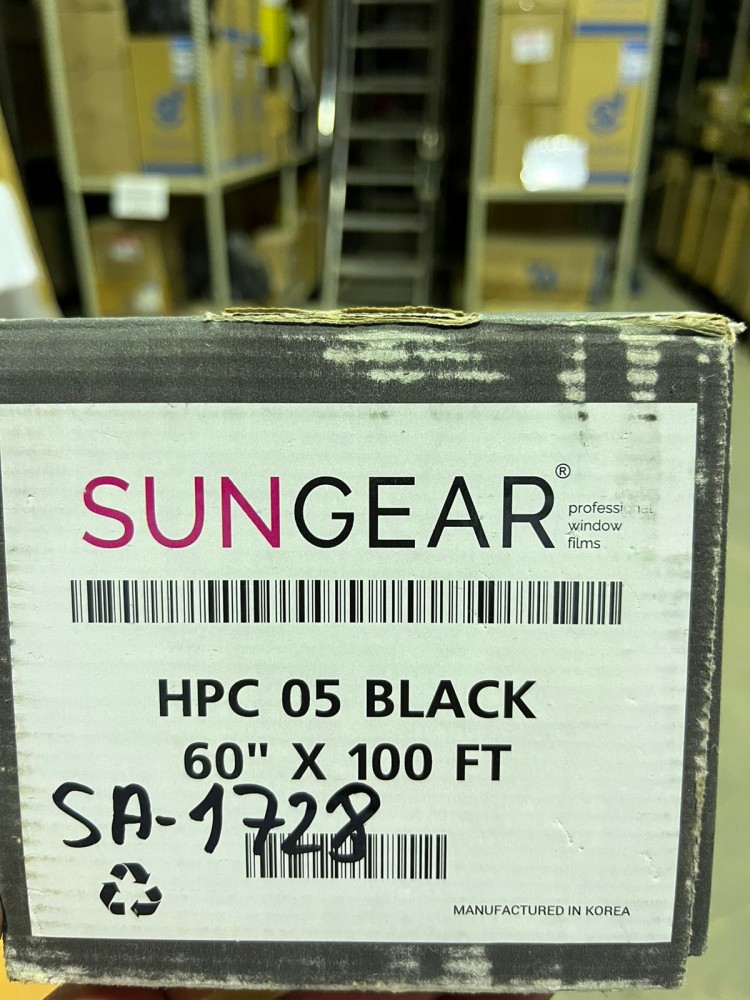 SUNGEAR®
professional
window
films
HPC 05 BLACK
60" X 100 FT
SA-1728
MANUFACTURED IN KOREA